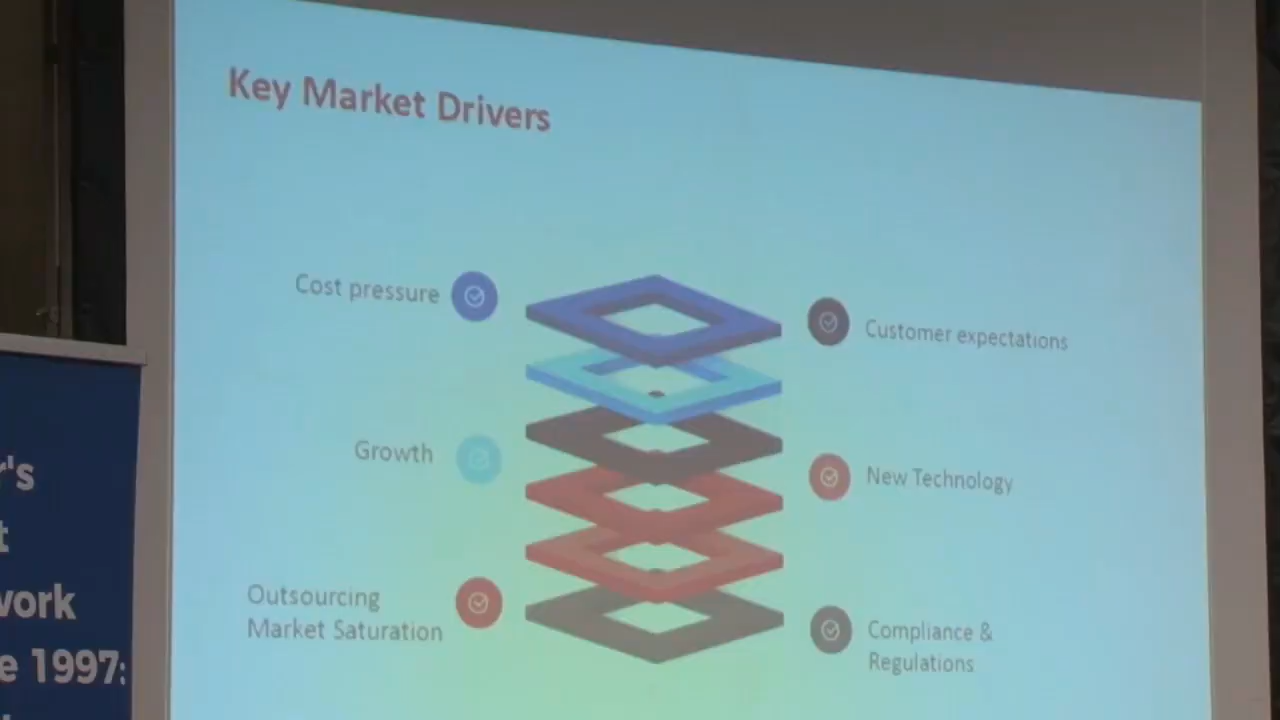 Key Market Drivers
Cost pressure
Customer expectations
Growth
New Technology
Outsourcing
Market Saturation
Compliance &
Regulations
r's
t
work
e 1997: